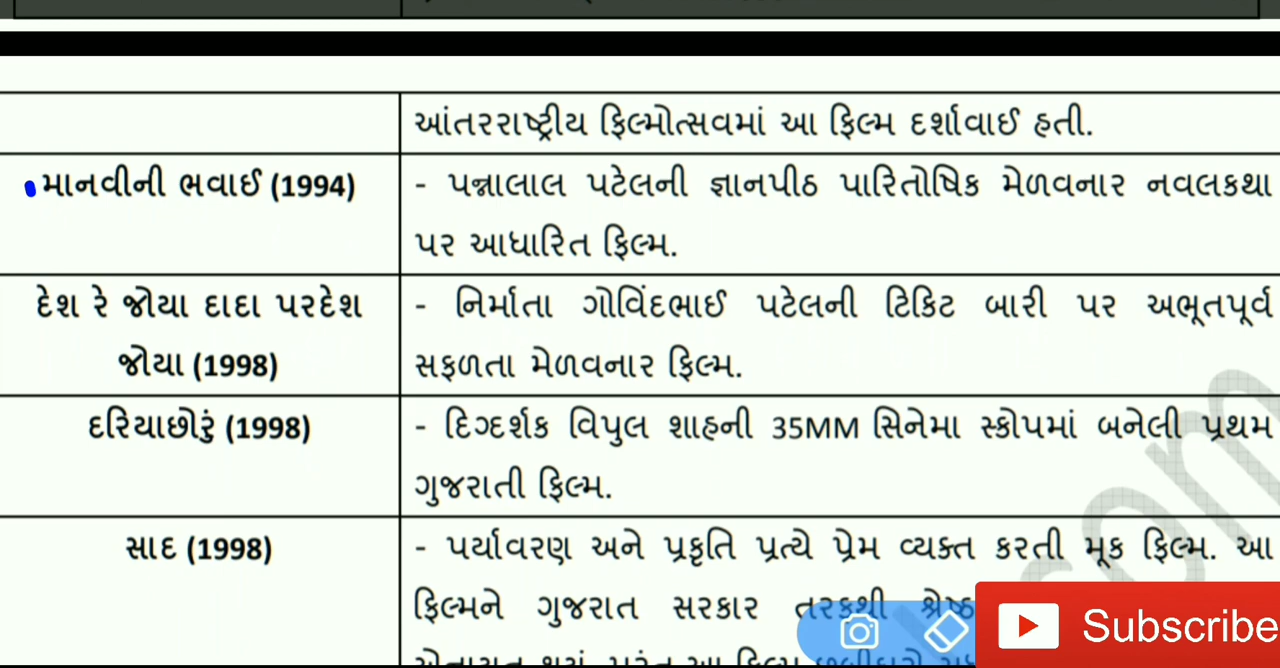 આંતરરાષ્ટ્રીય ફિલ્મોત્સવમાં આ ફિલ્મ દર્શાવાઈ હતી.
માનવીની ભવાઈ (1994)
- પન્નાલાલ પટેલની જ્ઞાનપીઠ પારિતોષિક મેળવનાર નવલકથા
પર આધારિત ફિલ્મ.
દેશ રે જોયા દાદા પરદેશ
જોયા (1998)
- નિર્માતા ગોવિંદભાઈ પટેલની ટિકિટ બારી પર અભૂતપૂર્વ
સફળતા મેળવનાર ફિલ્મ.
દરિયાછોરું (1998)
- દિગ્દર્શક વિપુલ શાહની 35MM સિનેમા સ્કોપમાં બનેલી પ્રથમ
ગુજરાતી ફિલ્મ.
સાદ (1998)
- પર્યાવરણ અને પ્રકૃતિ પ્રત્યે પ્રેમ વ્યક્ત કરતી મૂક ફિલ્મ. આ
ફિલ્મને ગુજરાત સરકાર તરફથી શ્રેષ્ઠ
com
Subscribe